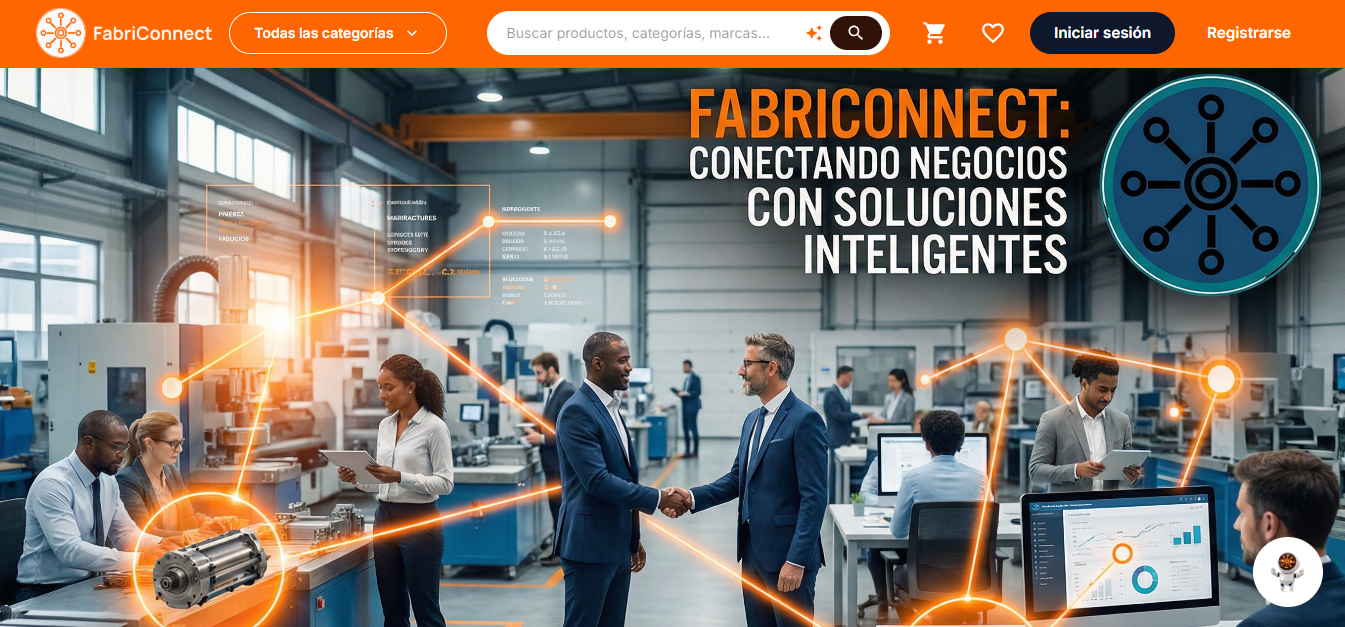 FabriConnect
Todas las categorías
Buscar productos, categorías, marcas...
Iniciar sesión
Registrarse
FABRICONNECT:
CONECTANDO NEGOCIOS
CON SOLUCIONES
INTELIGENTES